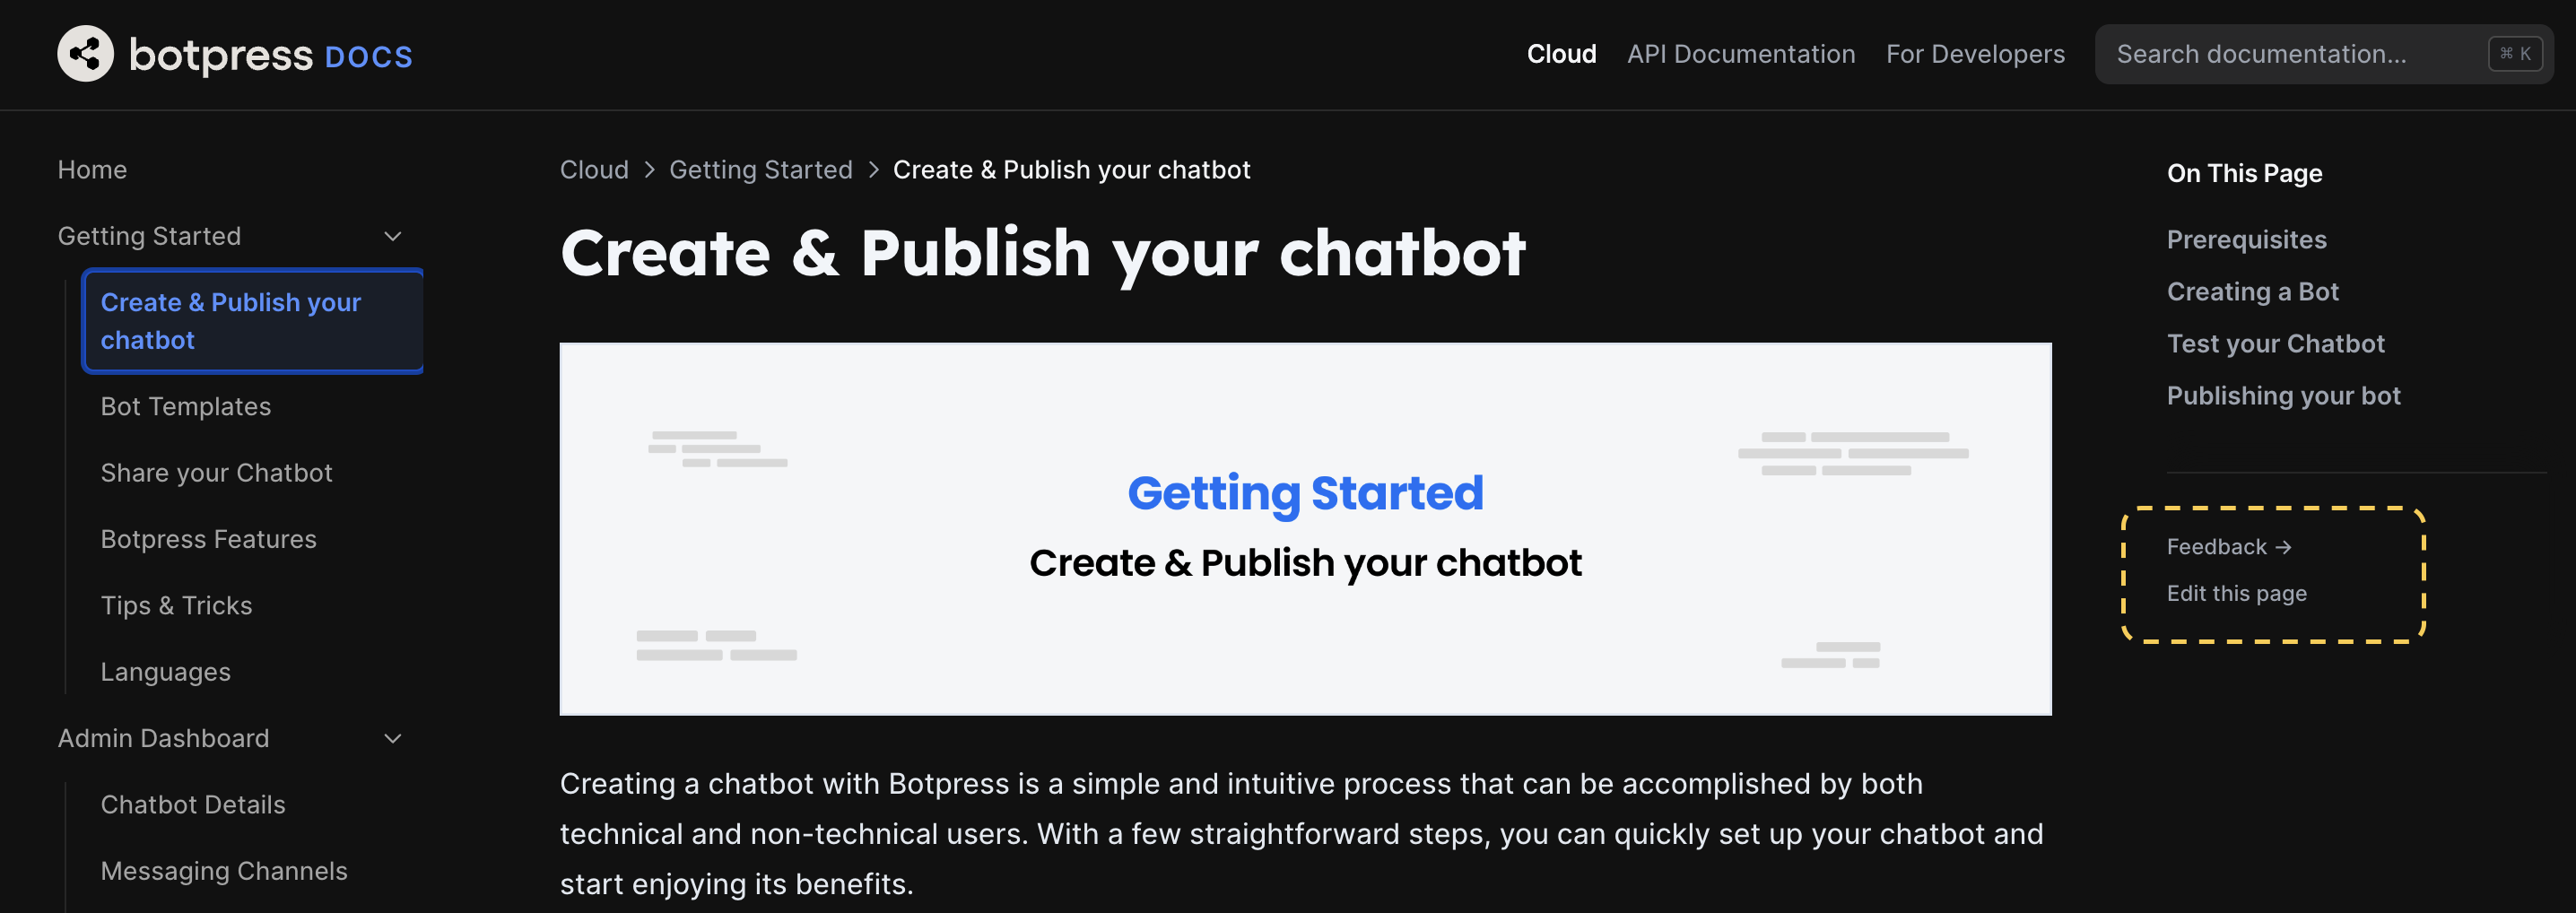 botpress DOCS
Cloud API Documentation For Developers Search documentation... ⌘ K
Home
Getting Started
Create & Publish your
chatbot
Bot Templates
Share your Chatbot
Botpress Features
Tips & Tricks
Languages
Admin Dashboard
Chatbot Details
Messaging Channels
Cloud > Getting Started > Create & Publish your chatbot
Create & Publish your chatbot
Getting Started
Create & Publish your chatbot
Creating a chatbot with Botpress is a simple and intuitive process that can be accomplished by both
technical and non-technical users. With a few straightforward steps, you can quickly set up your chatbot and
start enjoying its benefits.
On This Page
Prerequisites
Creating a Bot
Test your Chatbot
Publishing your bot
Feedback →
Edit this page